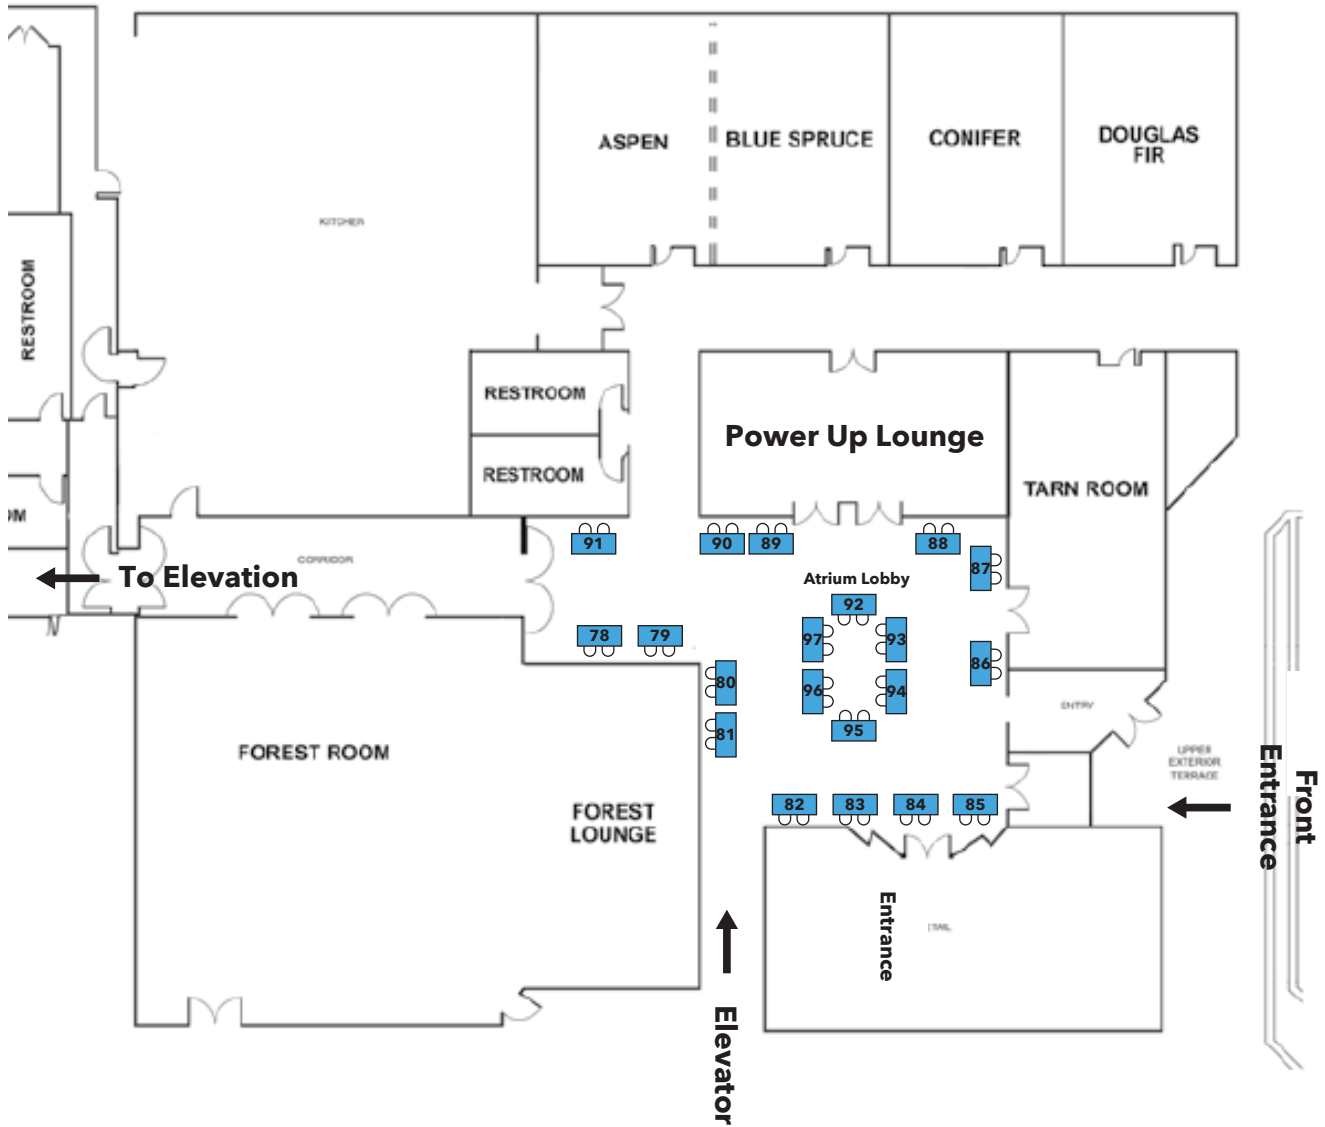 ASPEN
BLUE SPRUCE
CONIFER
DOUGLAS
FIR
KITCHEN
RESTROOM
RESTROOM
RESTROOM
Power Up Lounge
TARN ROOM
OM
CORRIDOR
To Elevation
91
90
89
88
87
Atrium Lobby
92
97
93
78
79
86
80
96
94
81
95
ENTRY
UPPER
EXTERIOR
TERRACE
FOREST ROOM
FOREST
LOUNGE
82
83
84
85
Front
Entrance
Entrance
ETAIL
Elevator